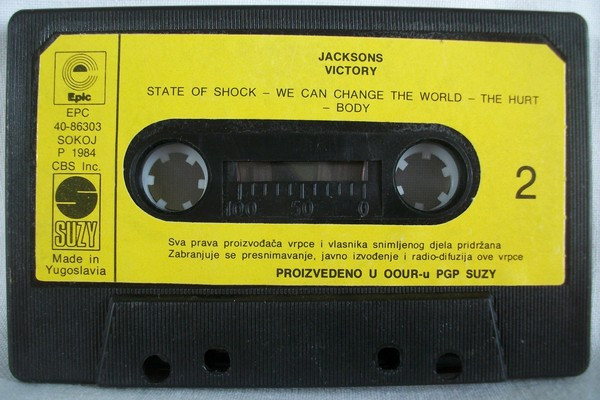 JACKSONS
VICTORY
STATE OF SHOCK – WE CAN CHANGE THE WORLD – THE HURT
– BODY
Epic
EPC
40-86303
SOKOJ
P 1984
CBS Inc.
SUZY
Made in
Yugoslavia
2
100 50 0
Sva prava proizvođača vrpce i vlasnika snimljenog djela pridržana
Zabranjuje se presnimavanje, javno izvođenje i radio-difuzija ove vrpce
PROIZVEDENO U OOUR-u PGP SUZY